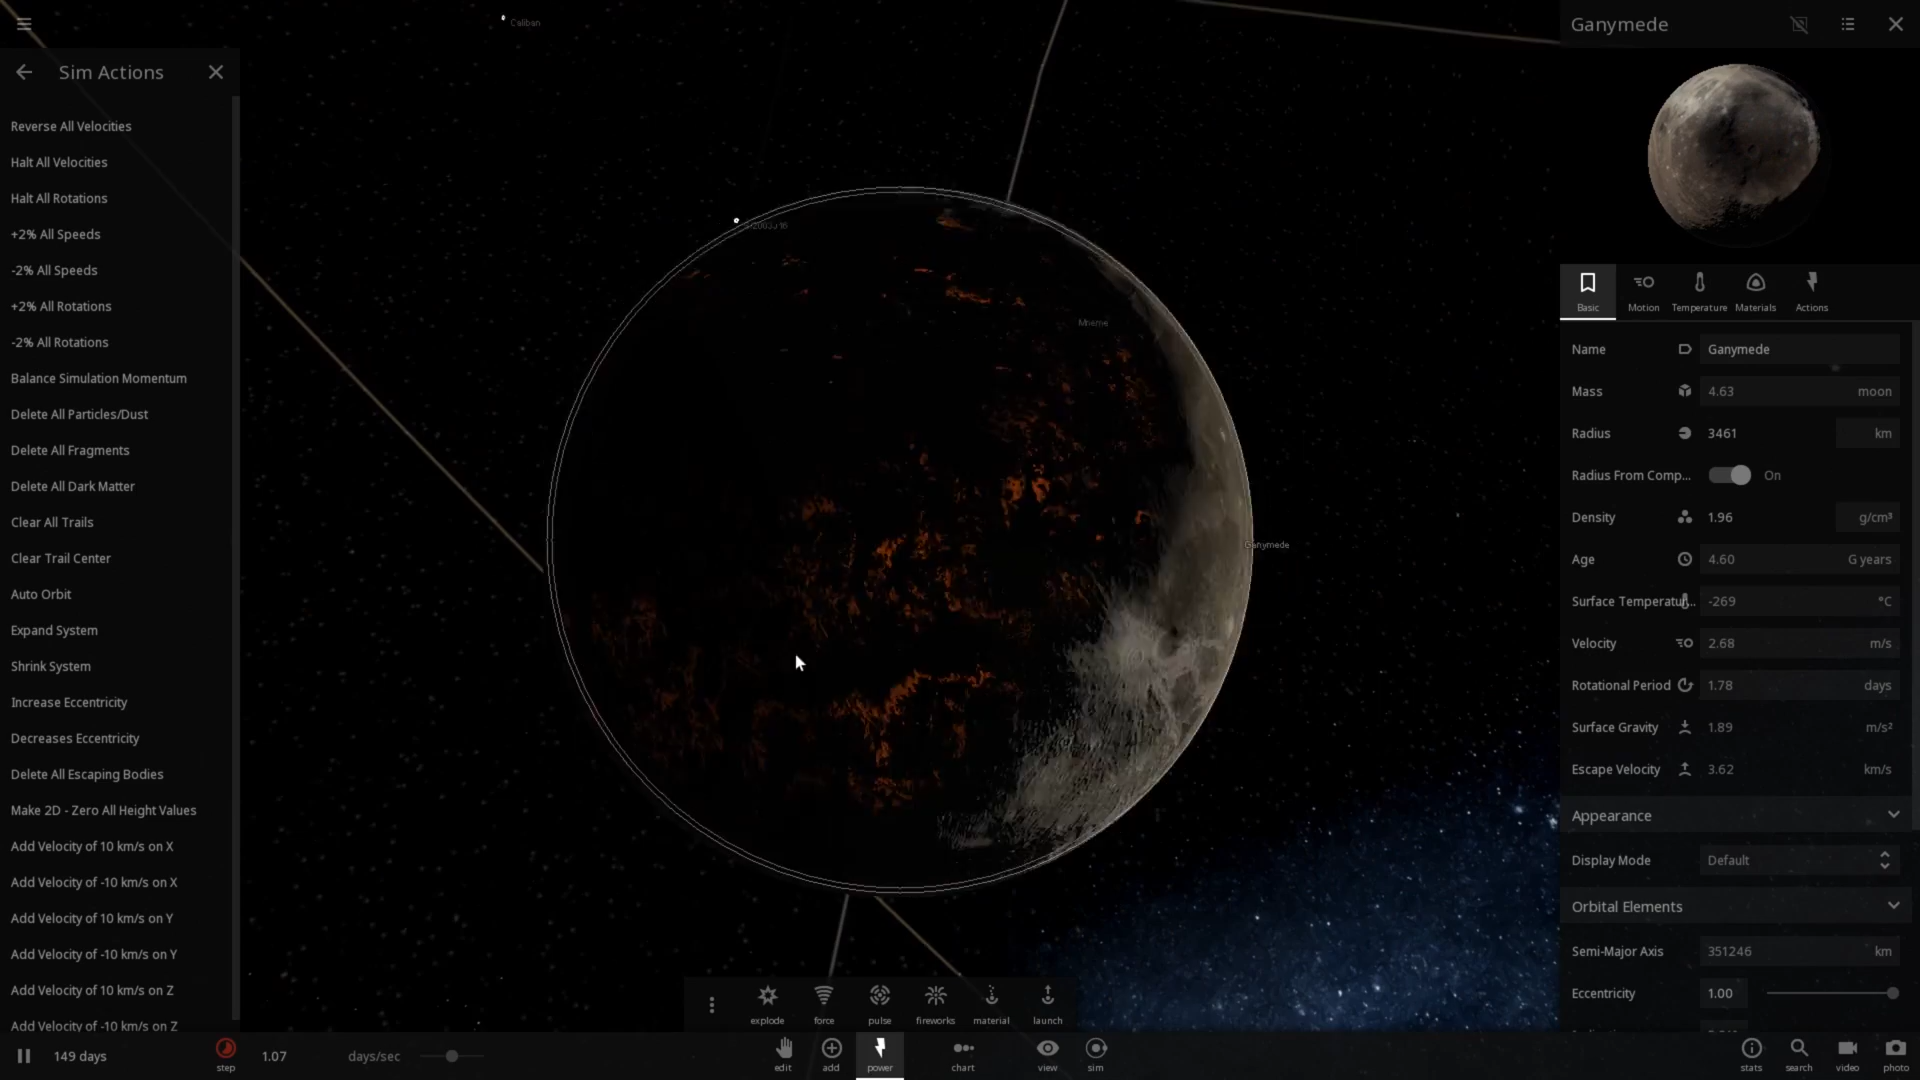 Caliban
Ganymede
Sim Actions
Reverse All Velocities
Halt All Velocities
Halt All Rotations
+2% All Speeds
-2% All Speeds
+2% All Rotations
-2% All Rotations
Balance Simulation Momentum
Delete All Particles/Dust
Delete All Fragments
Delete All Dark Matter
Clear All Trails
Clear Trail Center
Auto Orbit
Expand System
Shrink System
Increase Eccentricity
Decreases Eccentricity
Delete All Escaping Bodies
Make 2D - Zero All Height Values
Add Velocity of 10 km/s on X
Add Velocity of -10 km/s on X
Add Velocity of 10 km/s on Y
Add Velocity of -10 km/s on Y
Add Velocity of 10 km/s on Z
Add Velocity of -10 km/s on Z
Mneme
Ganymede
Basic Motion Temperature Materials Actions
Name Ganymede
Mass 4.63 moon
Radius 3461 km
Radius From Comp... On
Density 1.96 g/cm³
Age 4.60 G years
Surface Temperatu... -269 °C
Velocity 2.68 m/s
Rotational Period 1.78 days
Surface Gravity 1.89 m/s²
Escape Velocity 3.62 km/s
Appearance
Display Mode Default
Orbital Elements
Semi-Major Axis 351246 km
Eccentricity 1.00
explode force pulse fireworks material launch
149 days step 1.07 days/sec edit add power chart view sim stats search video photo